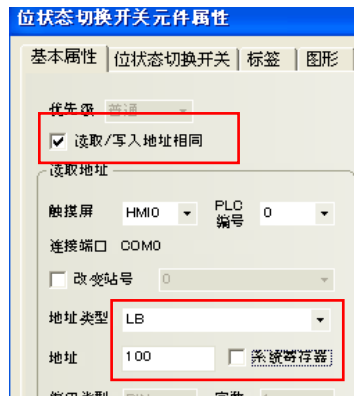 位状态切换开关元件属性
基本属性 位状态切换开关 标签 图形
优先级 普通
读取/写入地址相同
读取地址
触摸屏 HMI0 PLC编号 0
连接端口 COM0
改变站号 0
地址类型 LB
地址 100 系统寄存器